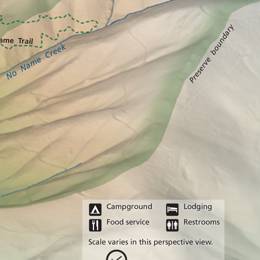 ame Trail
No Name Creek
Preserve boundary
Campground
Lodging
Food service
Restrooms
Scale varies in this perspective view.